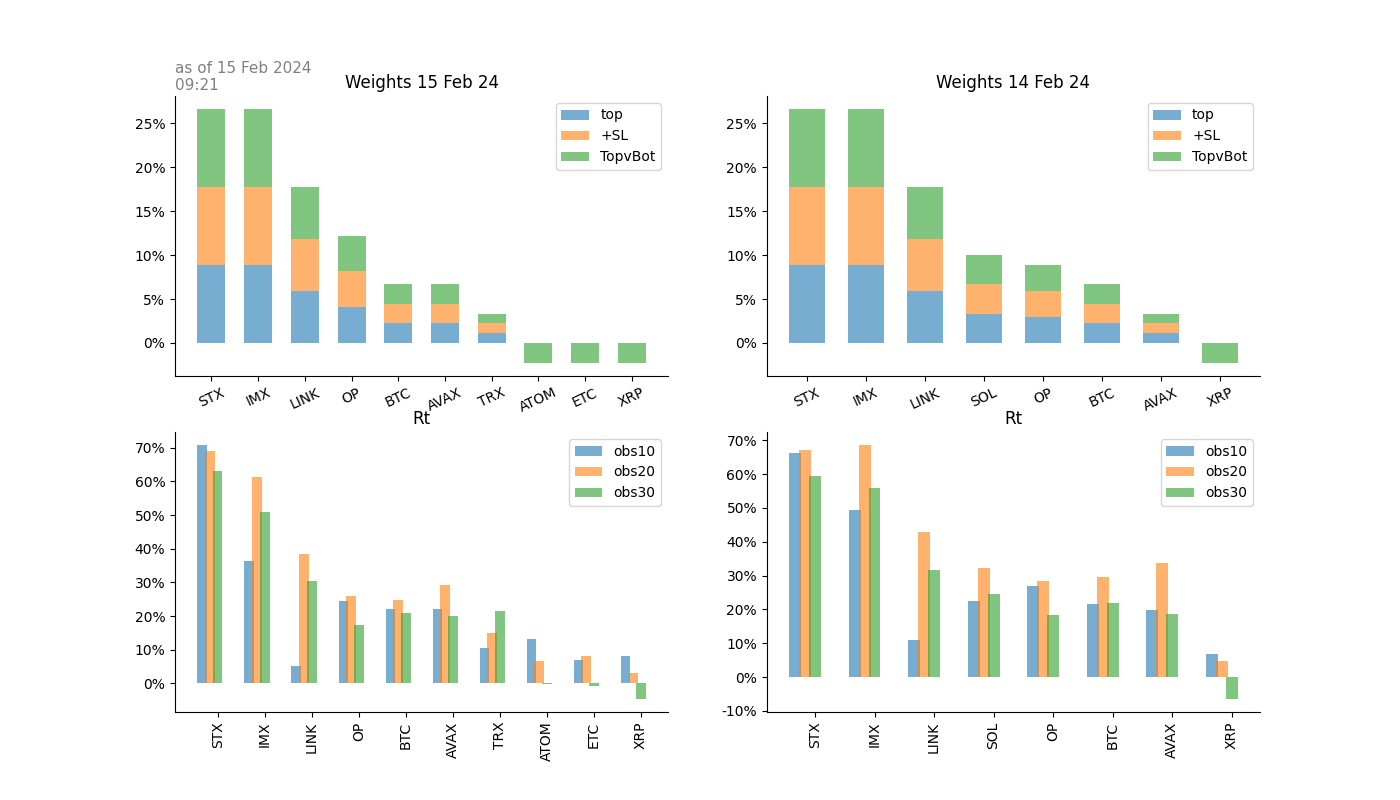 as of 15 Feb 2024
09:21
Weights 15 Feb 24
25%
20%
15%
10%
5%
0%
top
+SL
TopvBot
STX IMX LINK OP BTC AVAX TRX ATOM ETC XRP
Weights 14 Feb 24
25%
20%
15%
10%
5%
0%
top
+SL
TopvBot
STX IMX LINK SOL OP BTC AVAX XRP
Rt
70%
60%
50%
40%
30%
20%
10%
0%
obs10
obs20
obs30
STX IMX LINK OP BTC AVAX TRX ATOM ETC XRP
Rt
70%
60%
50%
40%
30%
20%
10%
0%
-10%
obs10
obs20
obs30
STX IMX LINK SOL OP BTC AVAX XRP